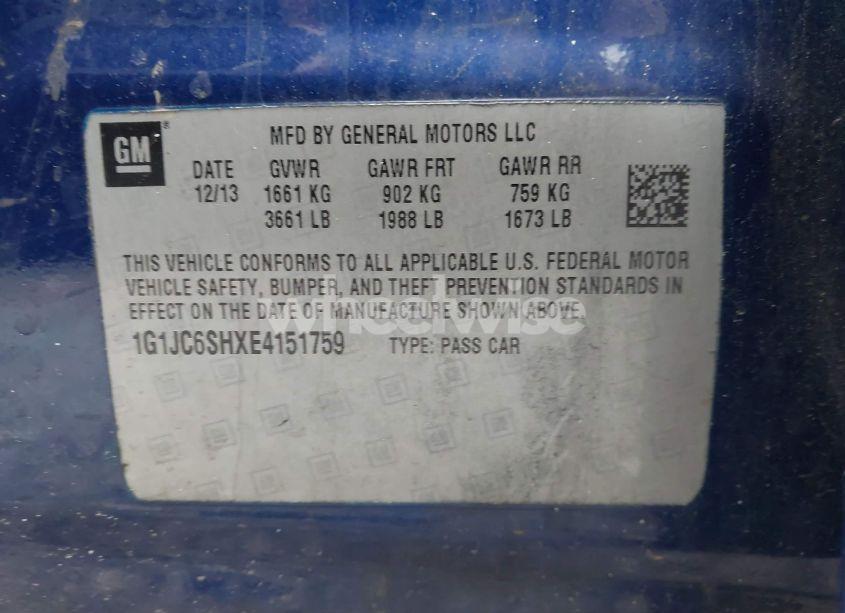 GM® MFD BY GENERAL MOTORS LLC
DATE GVWR GAWR FRT GAWR RR
12/13 1661 KG 902 KG 759 KG
3661 LB 1988 LB 1673 LB
THIS VEHICLE CONFORMS TO ALL APPLICABLE U.S. FEDERAL MOTOR
VEHICLE SAFETY, BUMPER, AND THEFT PREVENTION STANDARDS IN
EFFECT ON THE DATE OF MANUFACTURE SHOWN ABOVE.
wheelwise
1G1JC6SHXE4151759 TYPE: PASS CAR